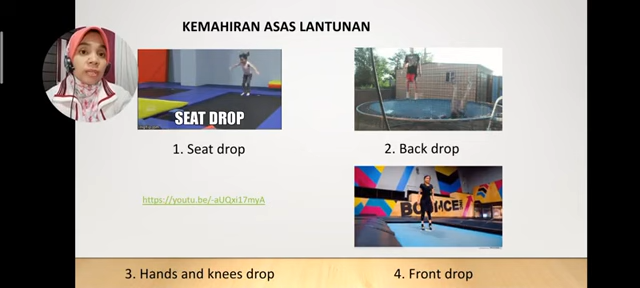 KEMAHIRAN ASAS LANTUNAN
SEAT DROP
1. Seat drop
2. Back drop
https://youtu.be/-aUQxi17myA
BOUNCE!
3. Hands and knees drop
4. Front drop